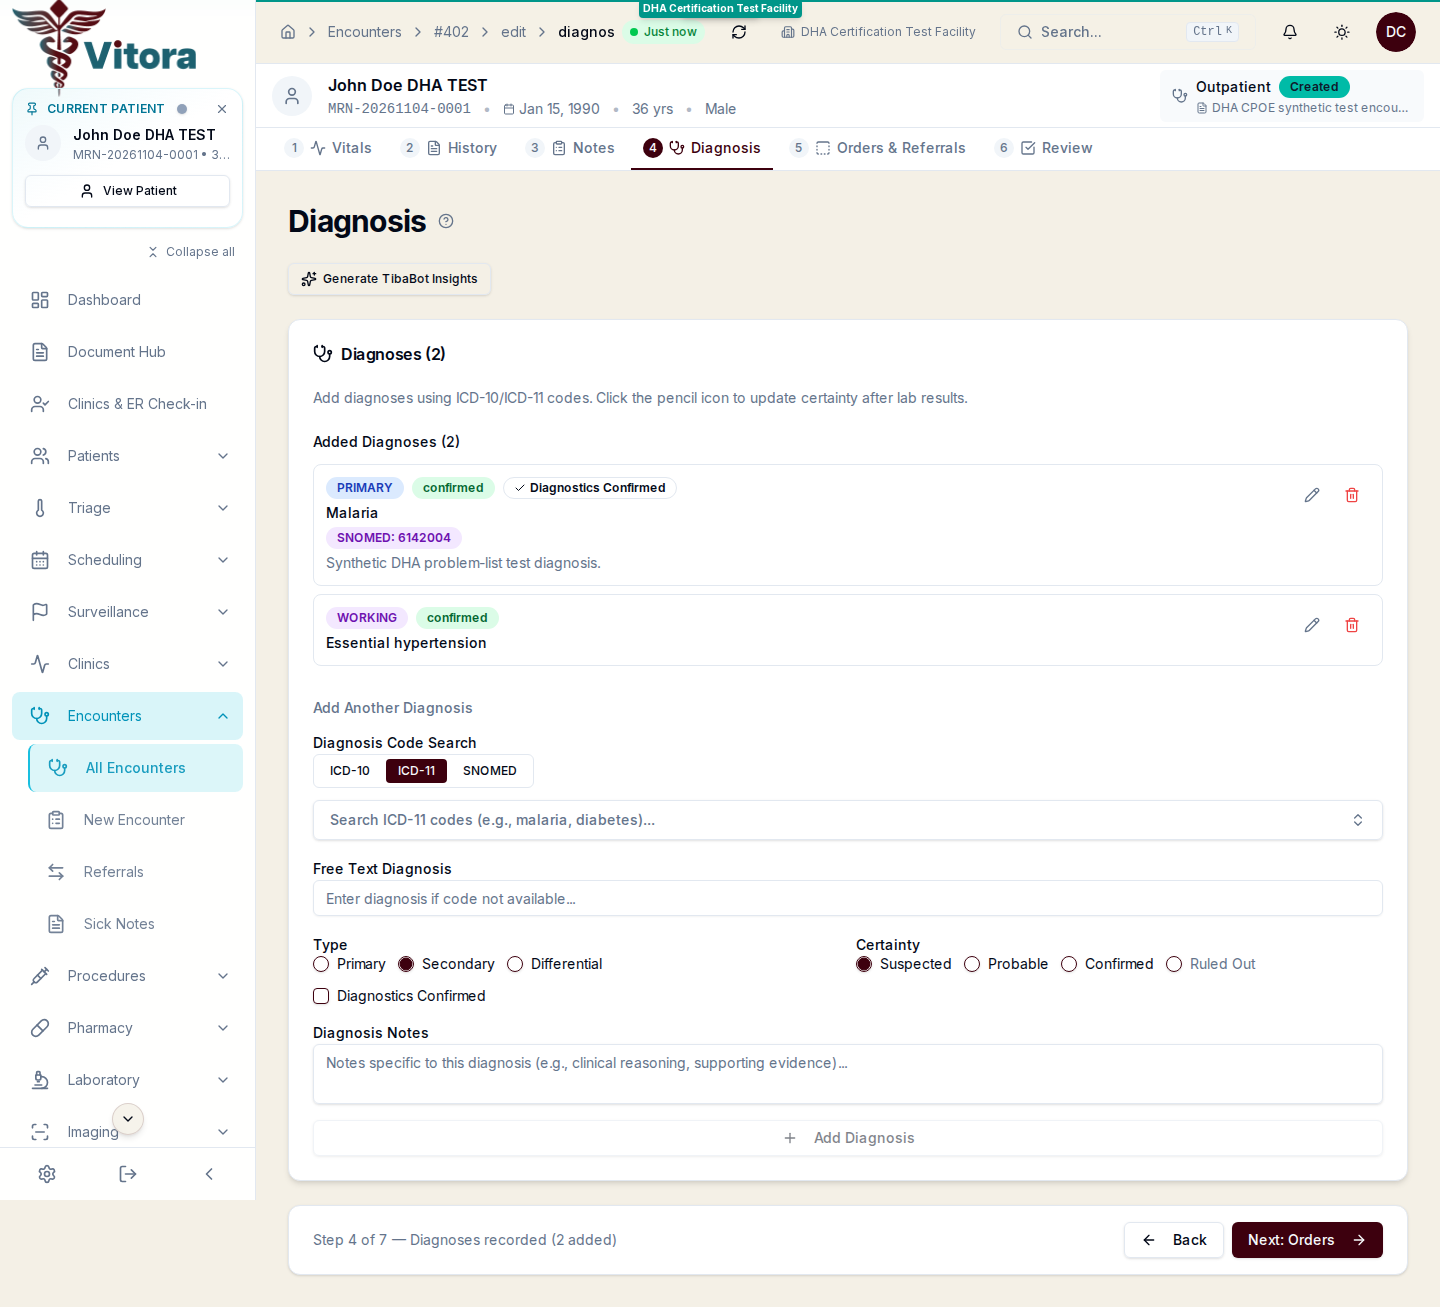 DHA Certification Test Facility
Vitora
Encounters
#402
edit
diagnos
Just now
DHA Certification Test Facility
Search...
Ctrl K
DC
CURRENT PATIENT
John Doe DHA TEST
MRN-20261104-0001 • 3...
View Patient
Collapse all
Dashboard
Document Hub
Clinics & ER Check-in
Patients
Triage
Scheduling
Surveillance
Clinics
Encounters
All Encounters
New Encounter
Referrals
Sick Notes
Procedures
Pharmacy
Laboratory
Imaging
John Doe DHA TEST
MRN-20261104-0001 • Jan 15, 1990 • 36 yrs • Male
Outpatient Created
DHA CPOE synthetic test encou...
1 Vitals
2 History
3 Notes
4 Diagnosis
5 Orders & Referrals
6 Review
Diagnosis
Generate TibaBot Insights
Diagnoses (2)
Add diagnoses using ICD-10/ICD-11 codes. Click the pencil icon to update certainty after lab results.
Added Diagnoses (2)
PRIMARY confirmed Diagnostics Confirmed
Malaria
SNOMED: 6142004
Synthetic DHA problem-list test diagnosis.
WORKING confirmed
Essential hypertension
Add Another Diagnosis
Diagnosis Code Search
ICD-10 ICD-11 SNOMED
Search ICD-11 codes (e.g., malaria, diabetes)...
Free Text Diagnosis
Enter diagnosis if code not available...
Type
Primary Secondary Differential
Certainty
Suspected Probable Confirmed Ruled Out
Diagnostics Confirmed
Diagnosis Notes
Notes specific to this diagnosis (e.g., clinical reasoning, supporting evidence)...
Add Diagnosis
Step 4 of 7 — Diagnoses recorded (2 added)
Back
Next: Orders